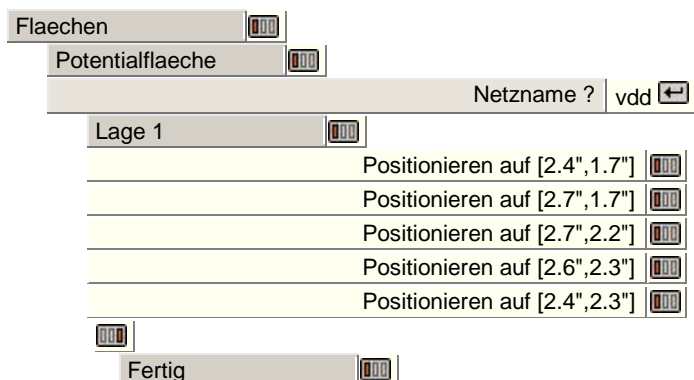 Flaechen
Potentialflaeche
Netzname ? vdd
Lage 1
Positionieren auf [2.4",1.7"]
Positionieren auf [2.7",1.7"]
Positionieren auf [2.7",2.2"]
Positionieren auf [2.6",2.3"]
Positionieren auf [2.4",2.3"]
Fertig